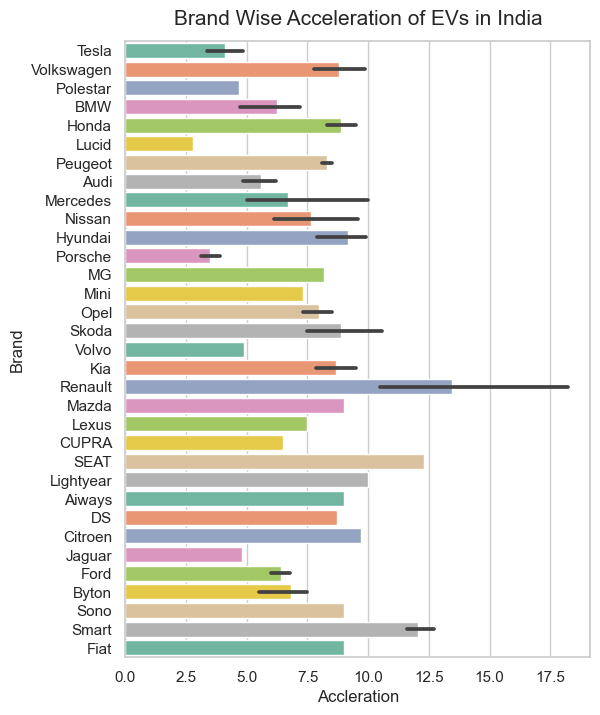 Brand Wise Acceleration of EVs in India
Tesla
Volkswagen
Polestar
BMW
Honda
Lucid
Peugeot
Audi
Mercedes
Nissan
Hyundai
Porsche
MG
Mini
Opel
Skoda
Volvo
Kia
Renault
Mazda
Lexus
CUPRA
SEAT
Lightyear
Aiways
DS
Citroen
Jaguar
Ford
Byton
Sono
Smart
Fiat
Brand
0.0 2.5 5.0 7.5 10.0 12.5 15.0 17.5
Accleration